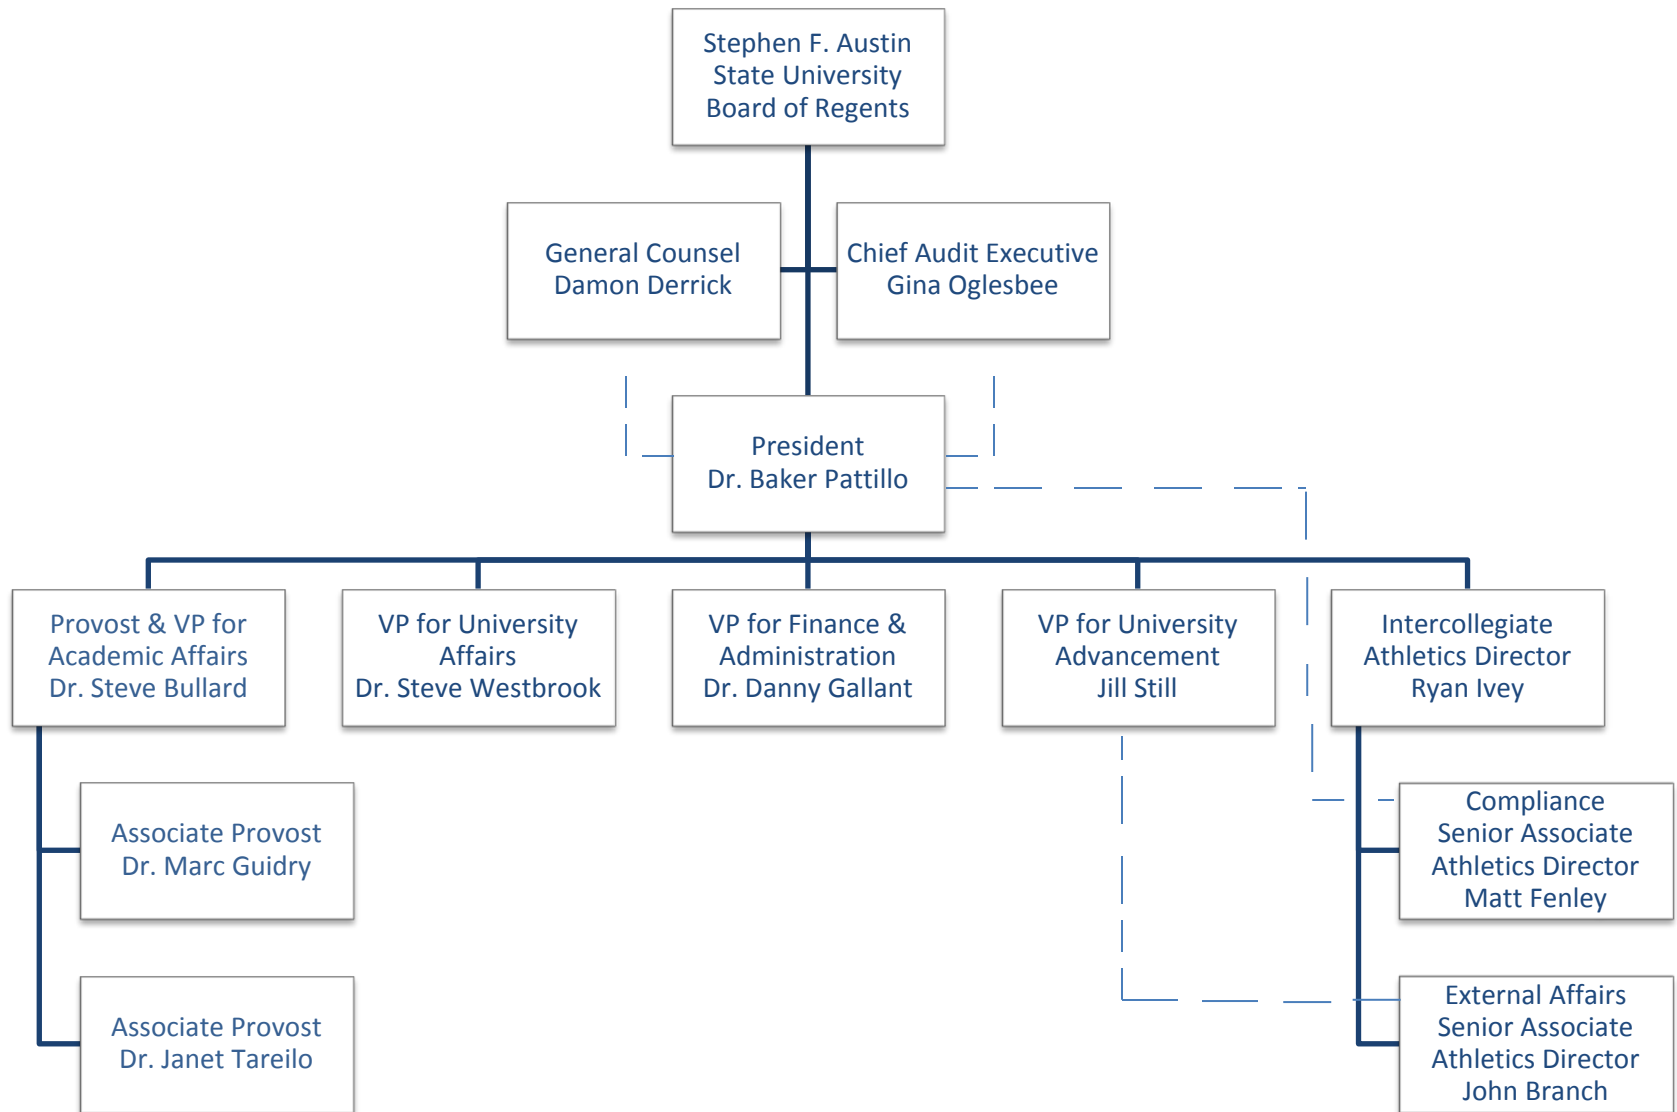 Stephen F. Austin
State University
Board of Regents
General Counsel
Damon Derrick
Chief Audit Executive
Gina Oglesbee
President
Dr. Baker Pattillo
Provost & VP for
Academic Affairs
Dr. Steve Bullard
VP for University
Affairs
Dr. Steve Westbrook
VP for Finance &
Administration
Dr. Danny Gallant
VP for University
Advancement
Jill Still
Intercollegiate
Athletics Director
Ryan Ivey
Associate Provost
Dr. Marc Guidry
Compliance
Senior Associate
Athletics Director
Matt Fenley
Associate Provost
Dr. Janet Tareilo
External Affairs
Senior Associate
Athletics Director
John Branch